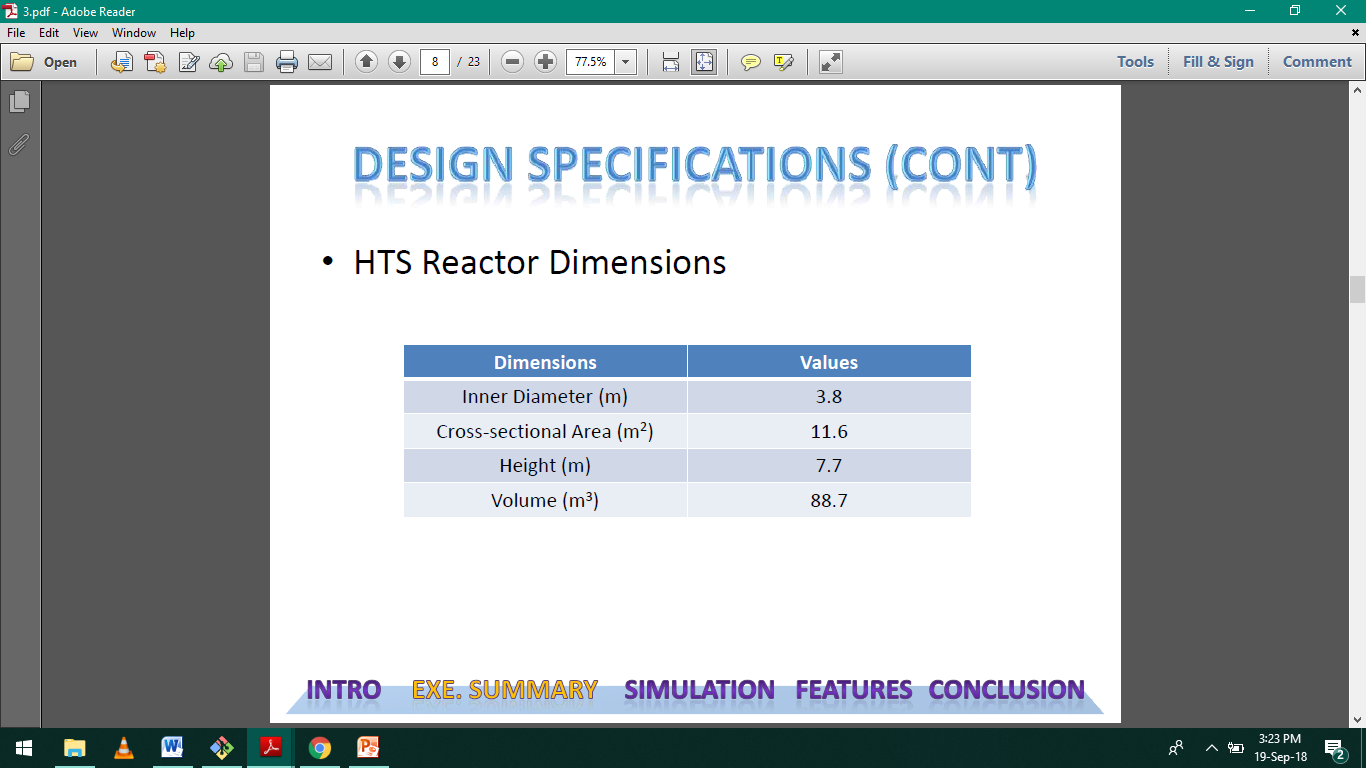 3.pdf - Adobe Reader
File Edit View Window Help
Open 8 / 23 77.5% Tools Fill & Sign Comment
DESIGN SPECIFICATIONS (CONT)
• HTS Reactor Dimensions
Dimensions Values
Inner Diameter (m) 3.8
Cross-sectional Area (m²) 11.6
Height (m) 7.7
Volume (m³) 88.7
INTRO EXE. SUMMARY SIMULATION FEATURES CONCLUSION
3:23 PM
19-Sep-18
2